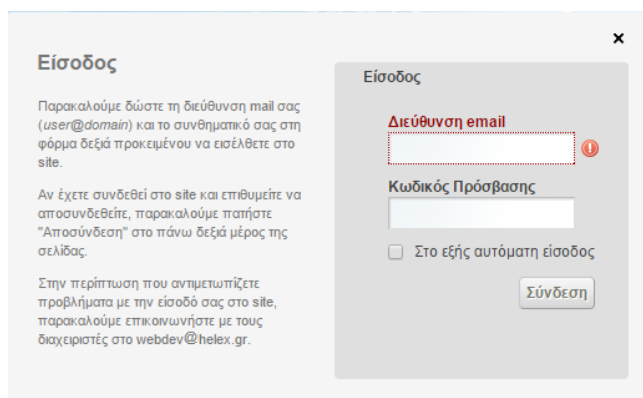 Είσοδος
Παρακαλούμε δώστε τη διεύθυνση mail σας
(user@domain) και το συνθηματικό σας στη
φόρμα δεξιά προκειμένου να εισέλθετε στο
site.
Αν έχετε συνδεθεί στο site και επιθυμείτε να
αποσυνδεθείτε, παρακαλούμε πατήστε
"Αποσύνδεση" στο πάνω δεξιά μέρος της
σελίδας.
Στην περίπτωση που αντιμετωπίζετε
προβλήματα με την είσοδό σας στο site,
παρακαλούμε επικοινωνήστε με τους
διαχειριστές στο webdev@helex.gr.
Είσοδος
Διεύθυνση email
Κωδικός Πρόσβασης
Στο εξής αυτόματη είσοδος
Σύνδεση